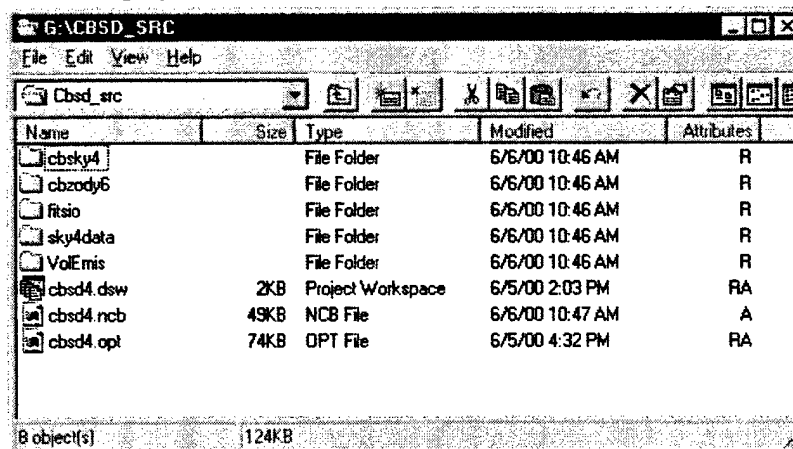 G:\CBSD_SRC
File Edit View Help
Cbsd_src
Name Size Type Modified Attributes
cbsky4 File Folder 6/6/00 10:46 AM R
cbzody6 File Folder 6/6/00 10:46 AM R
fitsio File Folder 6/6/00 10:46 AM R
sky4data File Folder 6/6/00 10:46 AM R
VolEmis File Folder 6/6/00 10:46 AM R
cbsd4.dsw 2KB Project Workspace 6/5/00 2:03 PM RA
cbsd4.ncb 49KB NCB File 6/6/00 10:47 AM A
cbsd4.opt 74KB OPT File 6/5/00 4:32 PM RA
8 object(s) 124KB